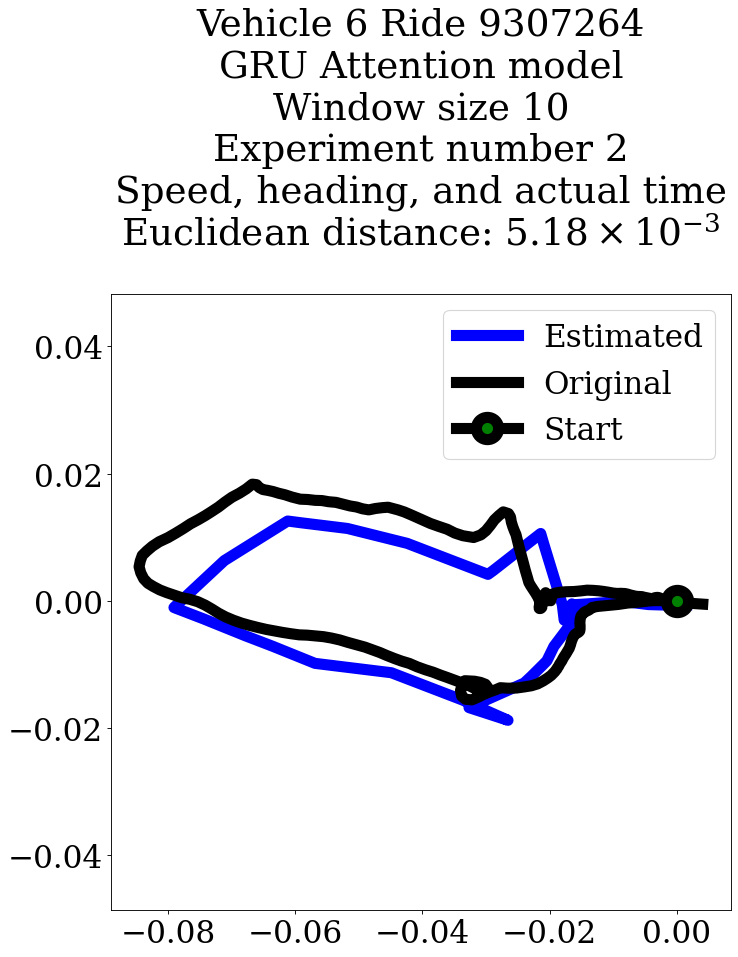 Vehicle 6 Ride 9307264
GRU Attention model
Window size 10
Experiment number 2
Speed, heading, and actual time
Euclidean distance: 5.18 × 10⁻³
Estimated
Original
Start
0.04
0.02
0.00
−0.02
−0.04
−0.08 −0.06 −0.04 −0.02 0.00